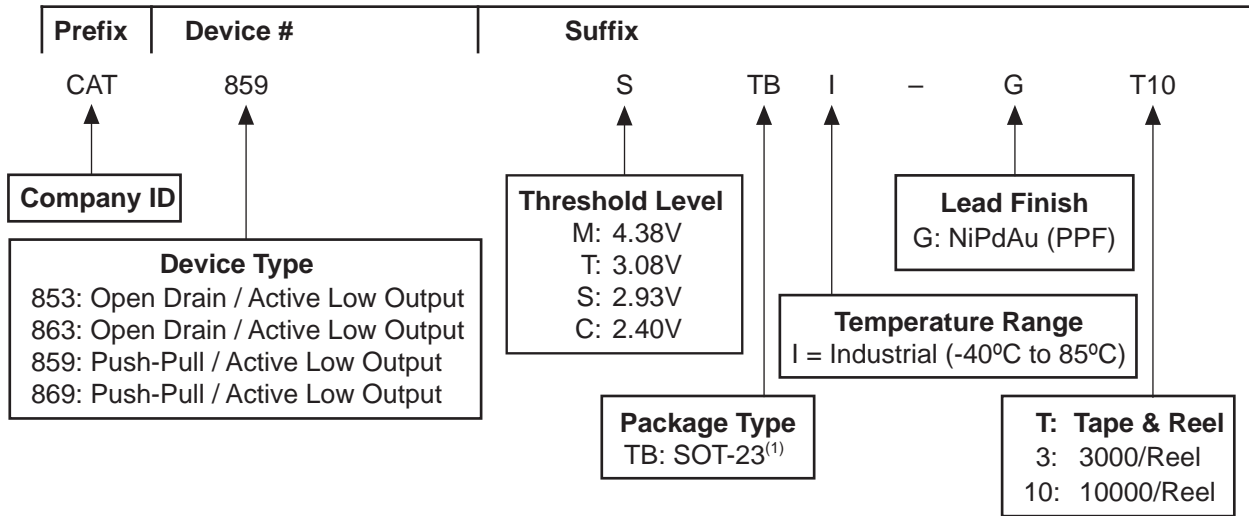 Prefix Device # Suffix
CAT 859 S TB I – G T10
Company ID
Device Type
853: Open Drain / Active Low Output
863: Open Drain / Active Low Output
859: Push-Pull / Active Low Output
869: Push-Pull / Active Low Output
Threshold Level
M: 4.38V
T: 3.08V
S: 2.93V
C: 2.40V
Package Type
TB: SOT-23(1)
Temperature Range
I = Industrial (-40ºC to 85ºC)
Lead Finish
G: NiPdAu (PPF)
T: Tape & Reel
3: 3000/Reel
10: 10000/Reel